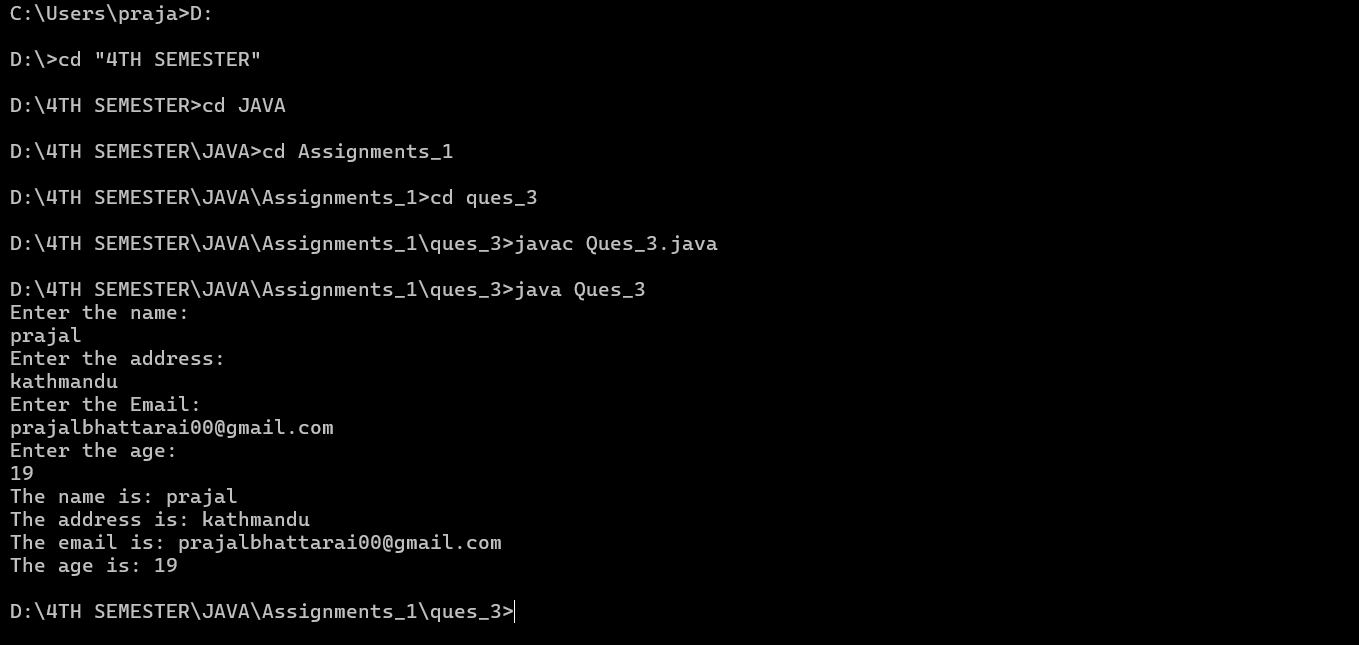 C:\Users\praja>D:
D:\>cd "4TH SEMESTER"
D:\4TH SEMESTER>cd JAVA
D:\4TH SEMESTER\JAVA>cd Assignments_1
D:\4TH SEMESTER\JAVA\Assignments_1>cd ques_3
D:\4TH SEMESTER\JAVA\Assignments_1\ques_3>javac Ques_3.java
D:\4TH SEMESTER\JAVA\Assignments_1\ques_3>java Ques_3
Enter the name:
prajal
Enter the address:
kathmandu
Enter the Email:
prajalbhattarai00@gmail.com
Enter the age:
19
The name is: prajal
The address is: kathmandu
The email is: prajalbhattarai00@gmail.com
The age is: 19
D:\4TH SEMESTER\JAVA\Assignments_1\ques_3>